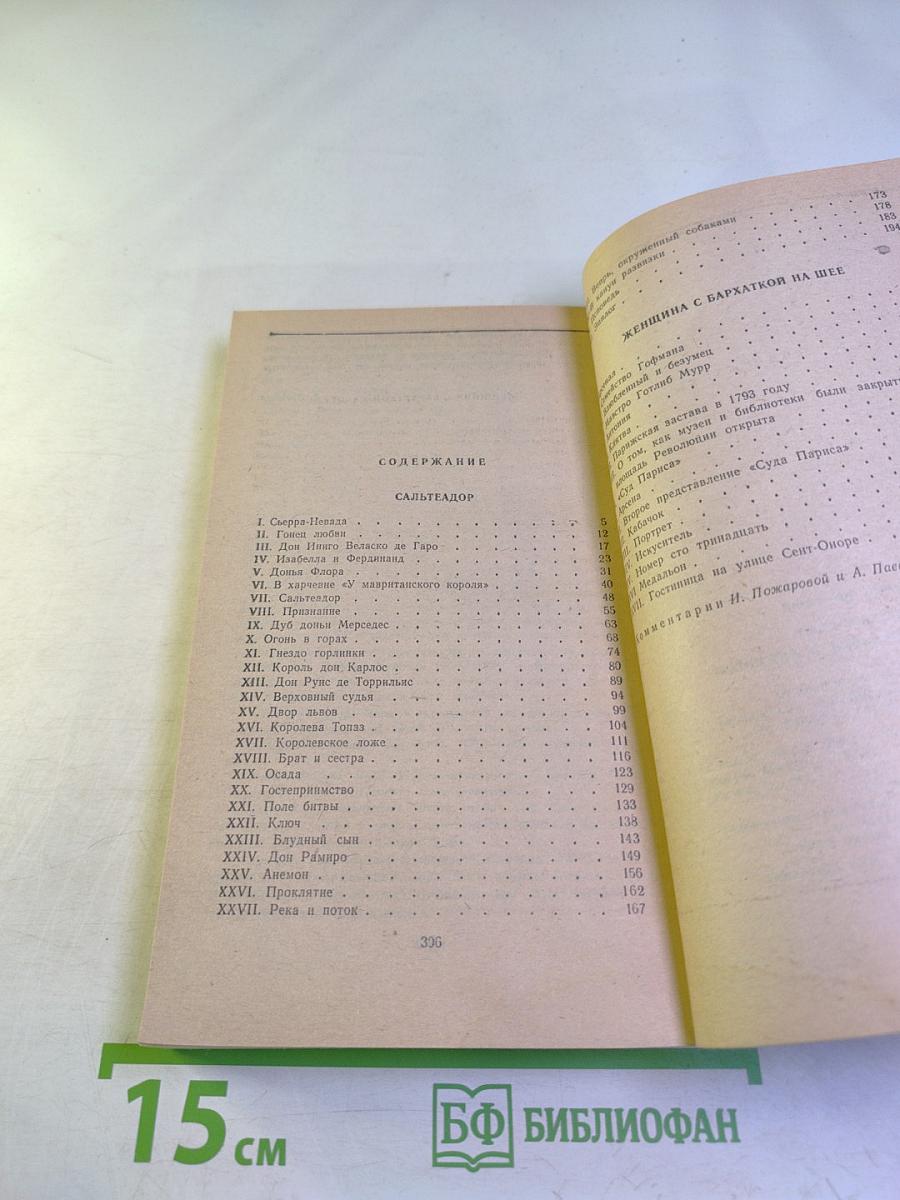 СОДЕРЖАНИЕ
САЛЬТЕАДОР
I. Сьерра-Невада . . . 5
II. Гонец любви . . . 12
III. Дон Иниго Веласко де Гаро . . . 17
IV. Изабелла и Фердинанд . . . 23
V. Донья Флора . . . 31
VI. В харчевне «У мавританского короля» . . . 40
VII. Сальтеадор . . . 48
VIII. Признание . . . 55
IX. Дуб доньи Мерседес . . . 63
X. Огонь в горах . . . 68
XI. Гнездо горлинки . . . 74
XII. Король дон Карлос . . . 80
XIII. Дон Руис де Торрильяс . . . 89
XIV. Верховный судья . . . 94
XV. Двор львов . . . 99
XVI. Королева Топаз . . . 104
XVII. Королевское ложе . . . 111
XVIII. Брат и сестра . . . 116
XIX. Осада . . . 123
XX. Гостеприимство . . . 129
XXI. Поле битвы . . . 133
XXII. Ключ . . . 138
XXIII. Блудный сын . . . 143
XXIV. Дон Рамиро . . . 149
XXV. Анемон . . . 156
XXVI. Проклятие . . . 162
XXVII. Река и поток . . . 167
306
Вепрь, окруженный собаками . . . 173
канун развязки . . . 178
183
194
ЖЕНЩИНА С БАРХАТКОЙ НА ШЕЕ
Гофмана
и безумец
Готлиб Мурр
Парижская застава в 1793 году
О том, как музеи и библиотеки были закрыты
площадь Революции открыта
«Суд Париса»
Арсена
Второе представление «Суда Париса»
Кабачок
Портрет
Искуситель
Номер сто тринадцать
Медальон
Гостиница на улице Сент-Оноре
Комментарии И. Пожаровой и А.
15 см
БФ БИБЛИОФАН